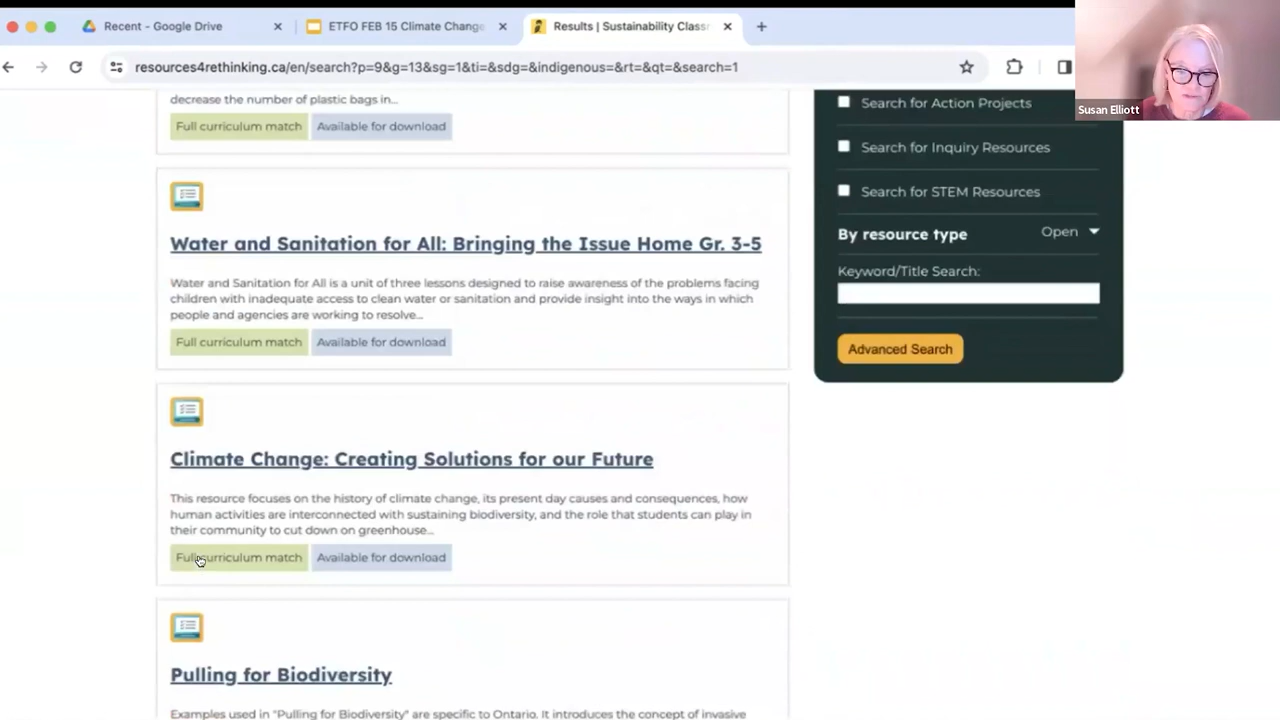 Recent - Google Drive
ETFO FEB 15 Climate Change
Results | Sustainability Classr
resources4rethinking.ca/en/search?p=9&g=13&sg=1&ti=&sdg=&indigenous=&rt=&qt=&search=1
Susan Elliott
decrease the number of plastic bags in...
Full curriculum match
Available for download
Water and Sanitation for All: Bringing the Issue Home Gr. 3-5
Water and Sanitation for All is a unit of three lessons designed to raise awareness of the problems facing
children with inadequate access to clean water or sanitation and provide insight into the ways in which
people and agencies are working to resolve...
Full curriculum match
Available for download
Climate Change: Creating Solutions for our Future
This resource focuses on the history of climate change, its present day causes and consequences, how
human activities are interconnected with sustaining biodiversity, and the role that students can play in
their community to cut down on greenhouse...
Full curriculum match
Available for download
Pulling for Biodiversity
Examples used in "Pulling for Biodiversity" are specific to Ontario. It introduces the concept of invasive
Search for Action Projects
Search for Inquiry Resources
Search for STEM Resources
By resource type
Open
Keyword/Title Search:
Advanced Search